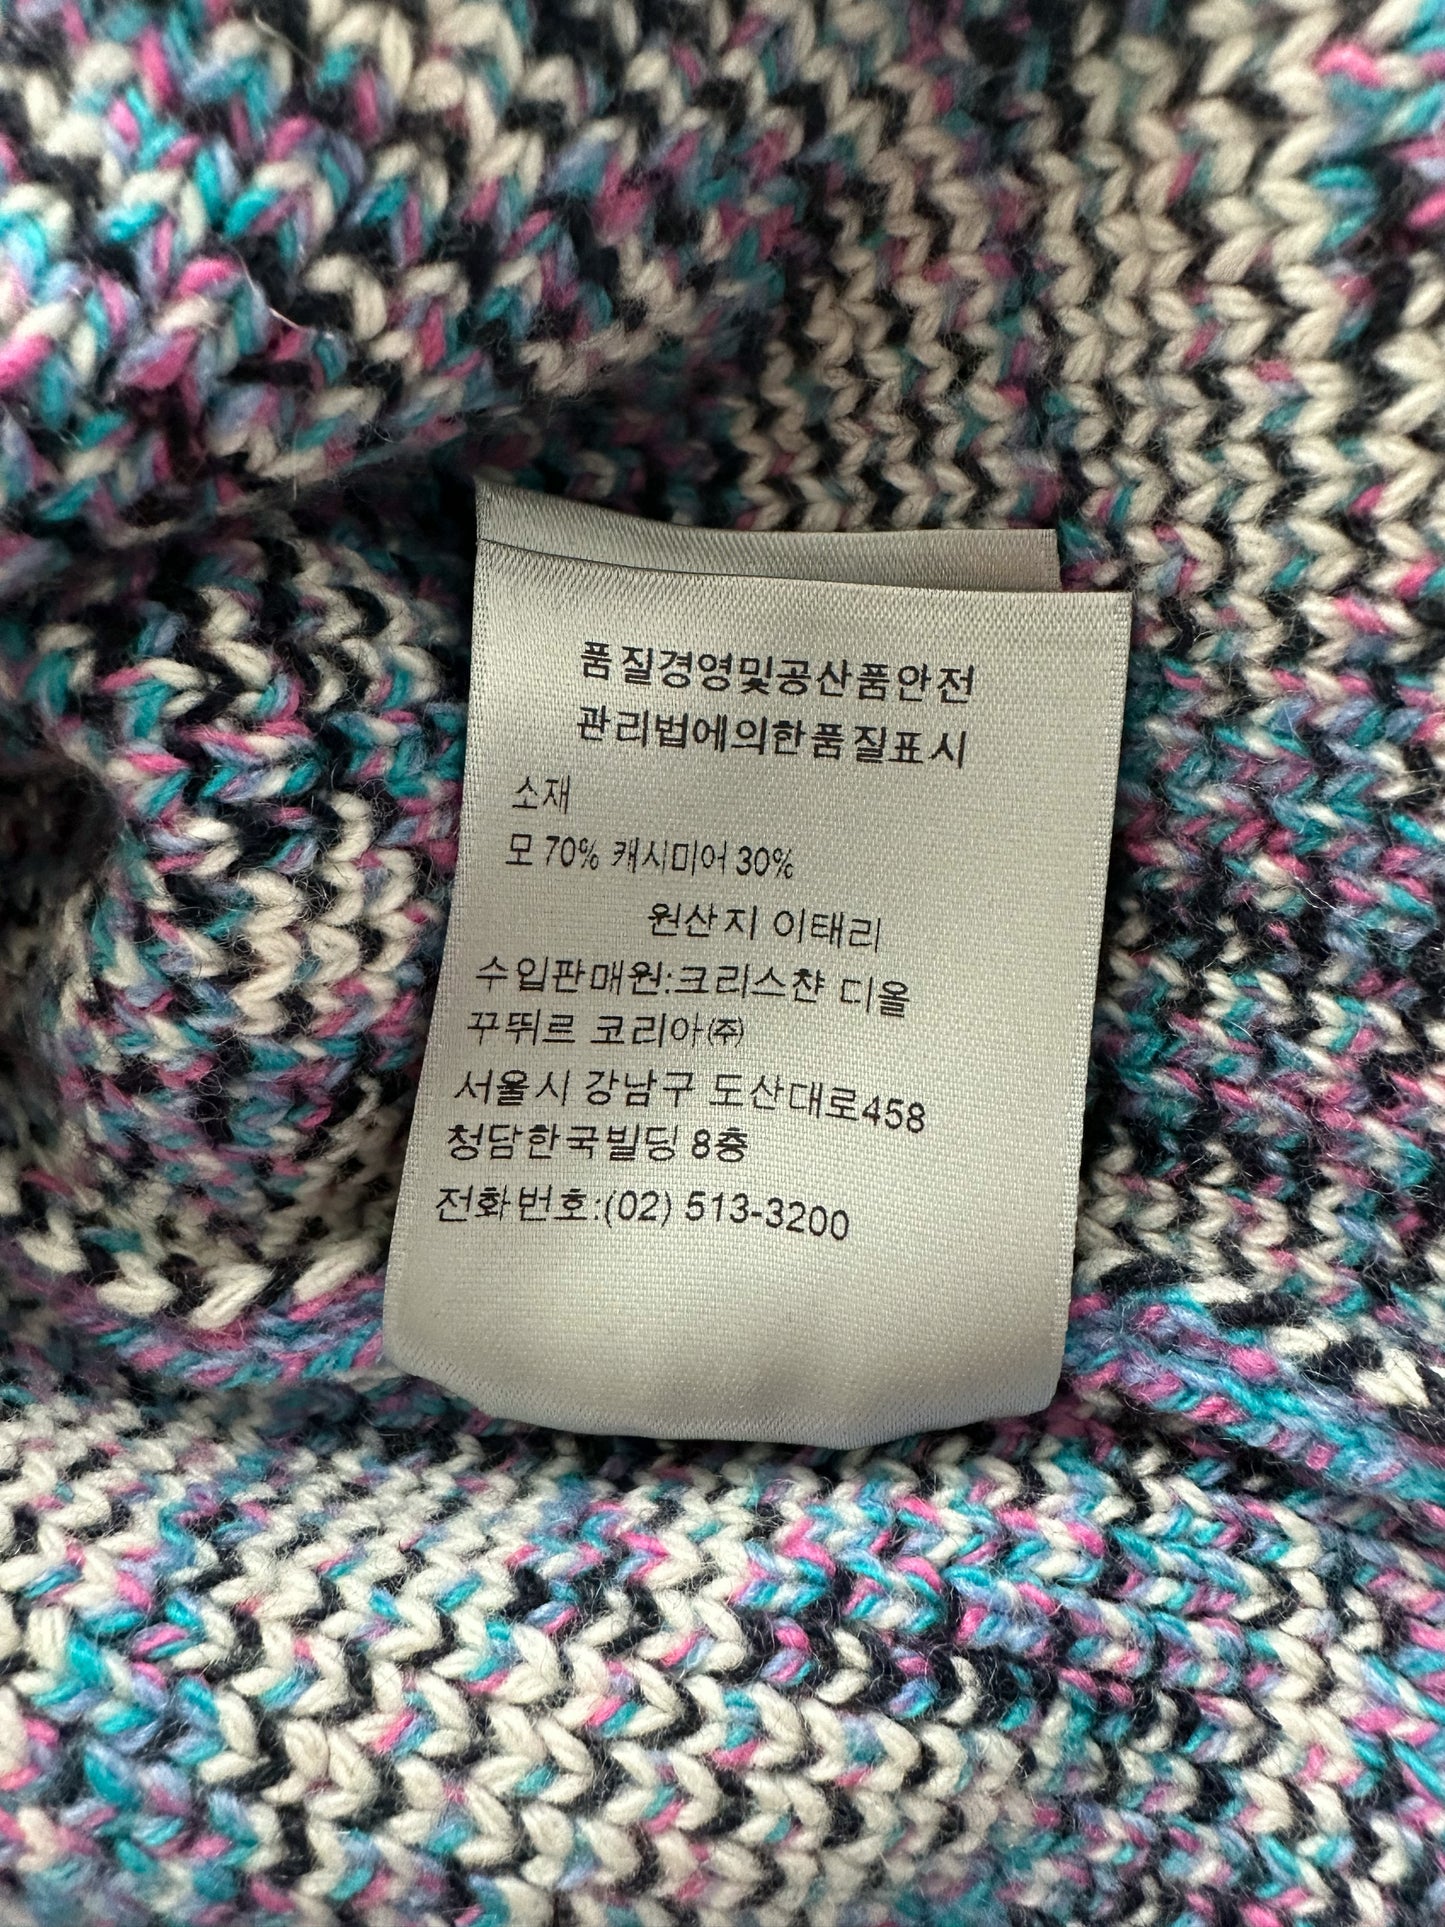 품질경영및공산품안전
관리법에의한품질표시
소재
모 70% 캐시미어 30%
원산지 이태리
수입판매원:크리스챤 디올
꾸뛰르 코리아㈜
서울시 강남구 도산대로458
청담한국빌딩 8층
전화번호:(02) 513-3200